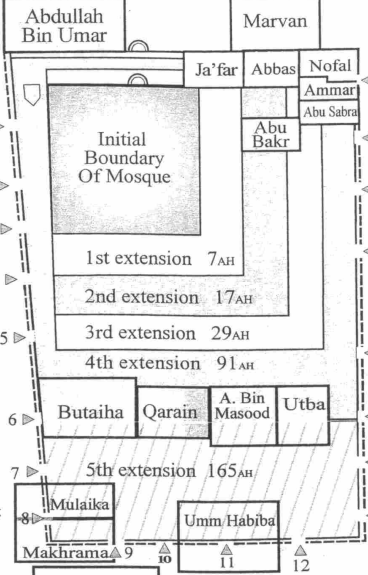 Abdullah
Bin Umar
Marvan
Ja'far
Abbas
Nofal
Ammar
Abu Sabra
Abu
Bakr
Initial
Boundary
Of Mosque
1st extension 7AH
2nd extension 17AH
3rd extension 29AH
4th extension 91AH
5
Butaiha
Qarain
A. Bin
Masood
Utba
6
5th extension 165AH
7
Mulaika
8
Umm Habiba
Makhrama
9
10
11
12